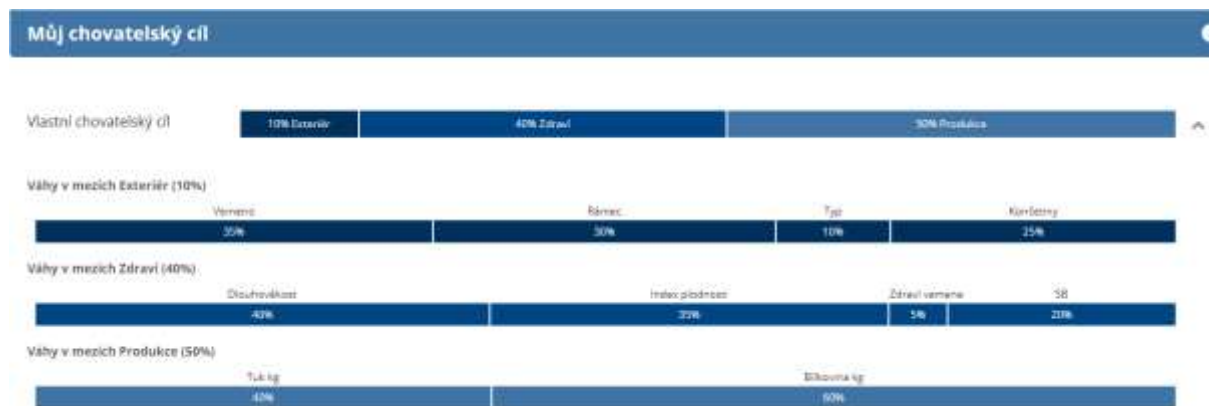 Můj chovatelský cíl
Vlastní chovatelský cíl 10% Exteriér 40% Zdraví 50% Produkce
Váhy v mezích Exteriér (10%)
Vemeno Rámec Typ Končetiny
35% 30% 10% 25%
Váhy v mezích Zdraví (40%)
Dlouhověkost Index plodnosti Zdraví vemene SB
40% 35% 5% 20%
Váhy v mezích Produkce (50%)
Tuk kg Bílkovina kg
40% 60%